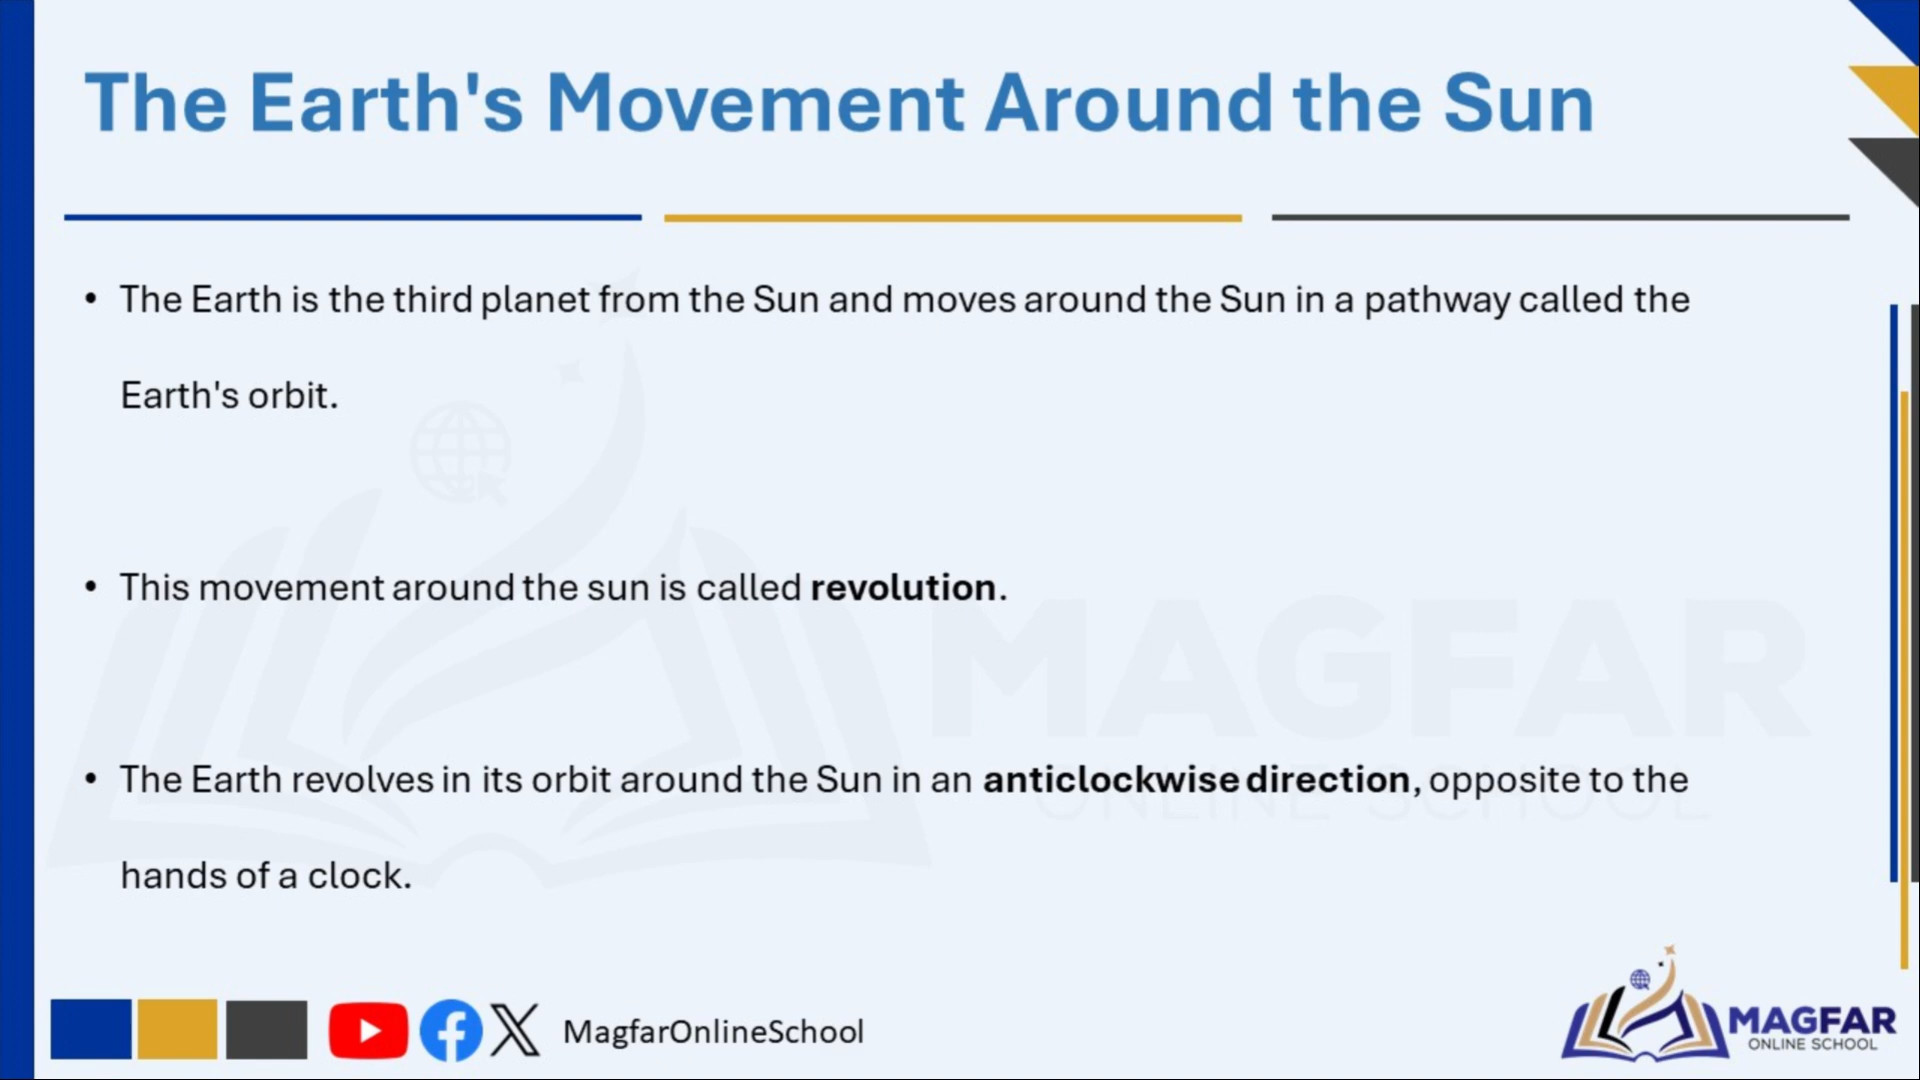 The Earth's Movement Around the Sun
• The Earth is the third planet from the Sun and moves around the Sun in a pathway called the
Earth's orbit.
• This movement around the sun is called revolution.
• The Earth revolves in its orbit around the Sun in an anticlockwise direction, opposite to the
hands of a clock.
MAGFAR
ONLINE SCHOOL
MagfarOnlineSchool
MAGFAR
ONLINE SCHOOL